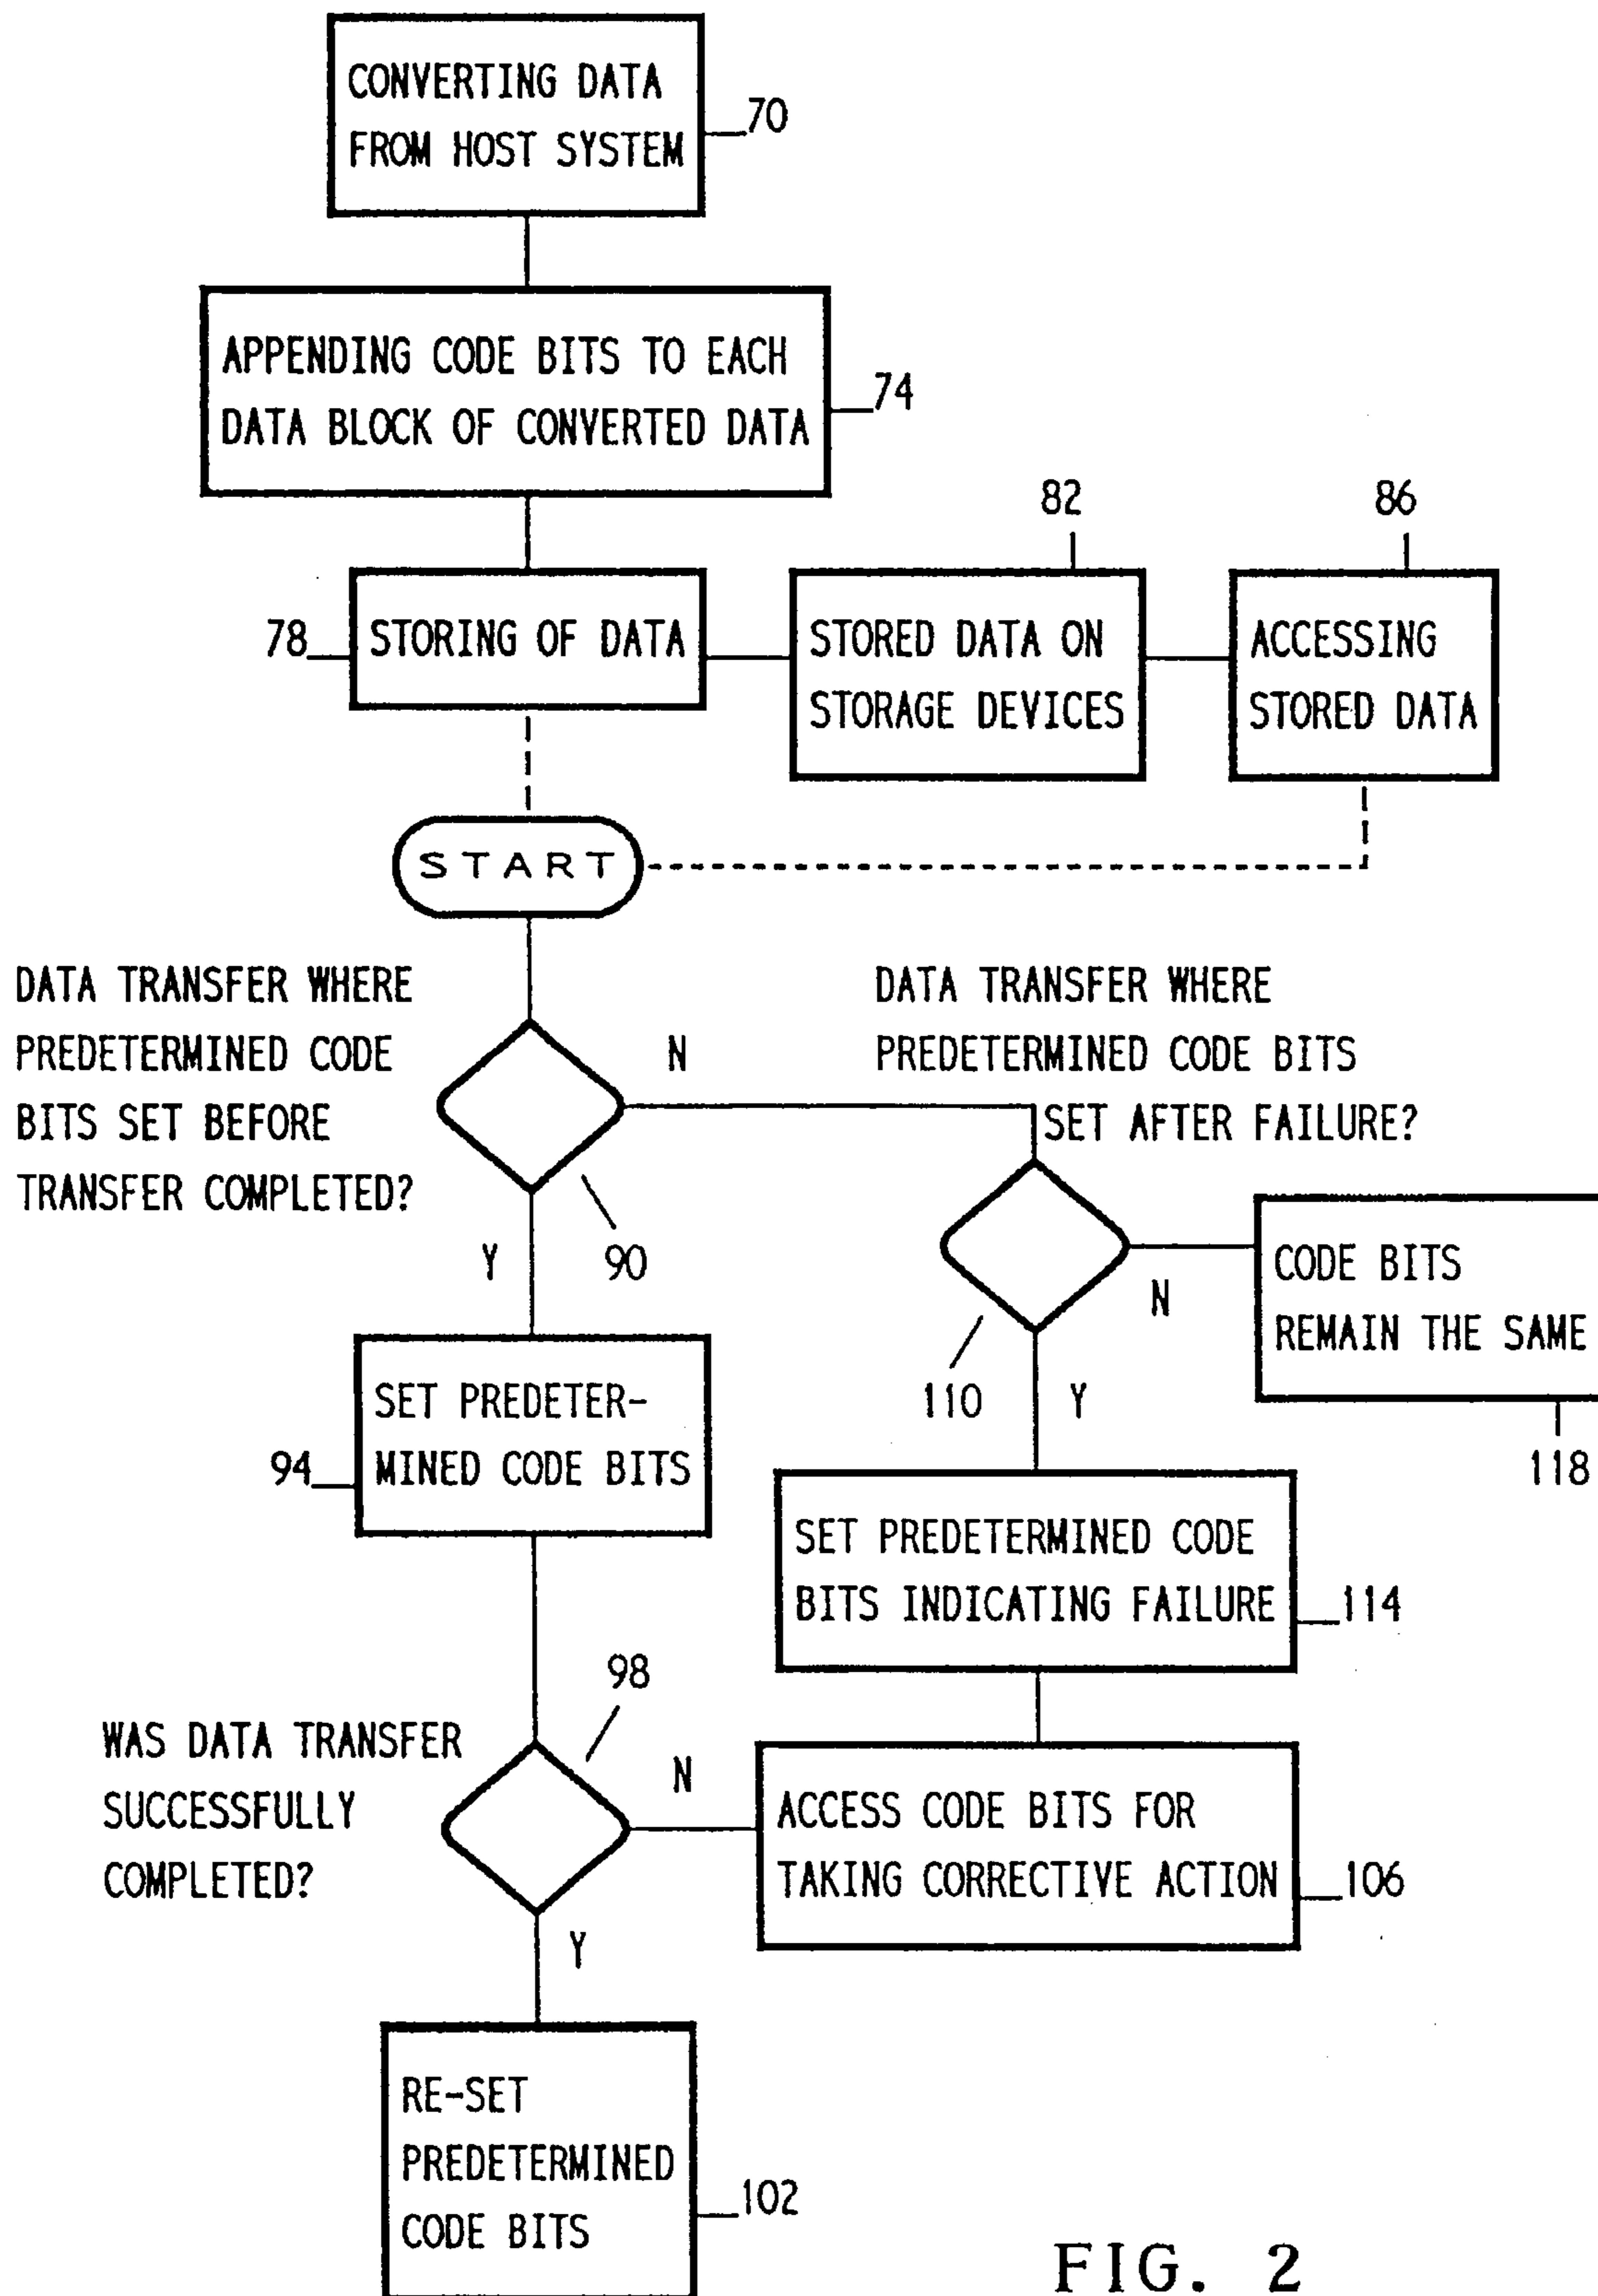 CONVERTING DATA
FROM HOST SYSTEM
70
APPENDING CODE BITS TO EACH
DATA BLOCK OF CONVERTED DATA
74
82
86
78
STORING OF DATA
STORED DATA ON
STORAGE DEVICES
ACCESSING
STORED DATA
START
DATA TRANSFER WHERE
PREDETERMINED CODE
BITS SET BEFORE
TRANSFER COMPLETED?
N
DATA TRANSFER WHERE
PREDETERMINED CODE BITS
SET AFTER FAILURE?
Y
90
110
N
Y
CODE BITS
REMAIN THE SAME
118
94
SET PREDETER-
MINED CODE BITS
SET PREDETERMINED CODE
BITS INDICATING FAILURE
114
98
WAS DATA TRANSFER
SUCCESSFULLY
COMPLETED?
N
Y
ACCESS CODE BITS FOR
TAKING CORRECTIVE ACTION
106
RE-SET
PREDETERMINED
CODE BITS
102
FIG. 2